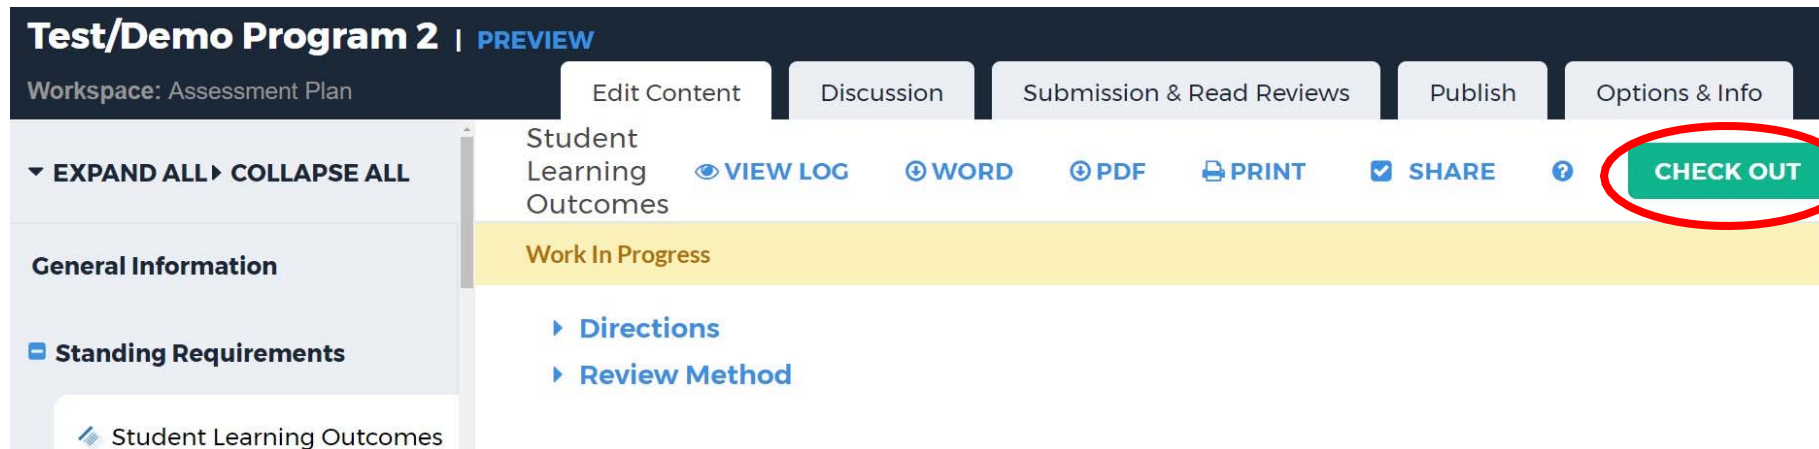 Test/Demo Program 2 | PREVIEW
Workspace: Assessment Plan
Edit Content
Discussion
Submission & Read Reviews
Publish
Options & Info
EXPAND ALL COLLAPSE ALL
Student
Learning
Outcomes
VIEW LOG
WORD
PDF
PRINT
SHARE
?
CHECK OUT
Work In Progress
General Information
Standing Requirements
Student Learning Outcomes
Directions
Review Method